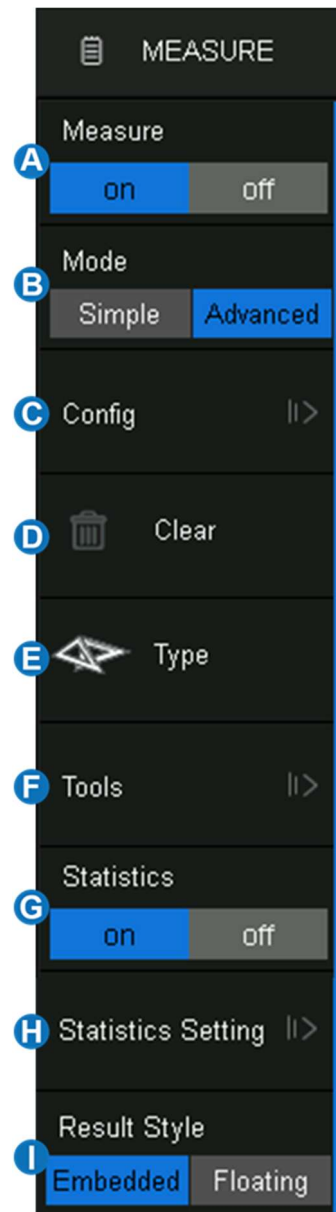 MEASURE
Measure
A
on off
Mode
B
Simple Advanced
C Config
D Clear
E Type
F Tools
Statistics
G
on off
H Statistics Setting
Result Style
I
Embedded Floating